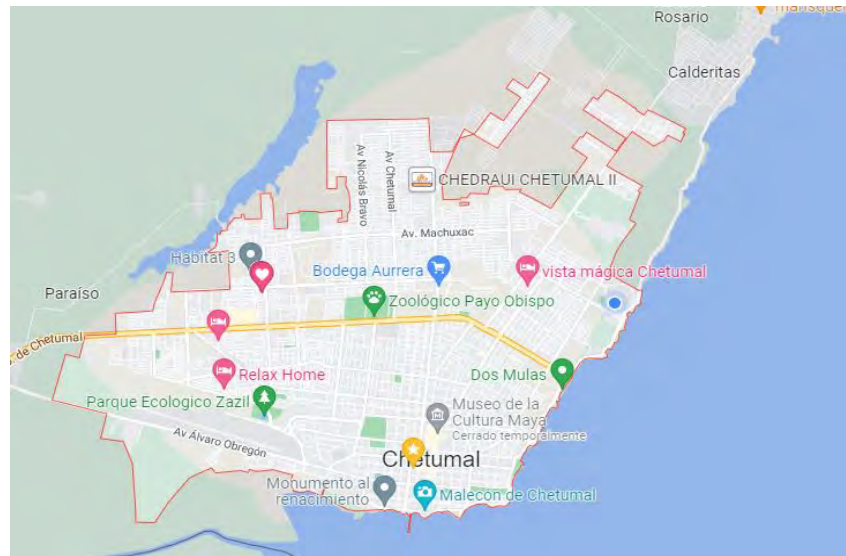 Rosario
Calderitas
Av Nicolás Bravo
Av Chetumal
CHEDRAUI CHETUMAL II
Av. Machuxac
Habitat 3
Bodega Aurrera
vista mágica Chetumal
Paraíso
Zoológico Payo Obispo
de Chetumal
Relax Home
Dos Mulas
Parque Ecologico Zazil
Museo de la
Cultura Maya
Cerrado temporalmente
Av Álvaro Obregón
Chetumal
Monumento al
renacimiento
Malecón de Chetumal